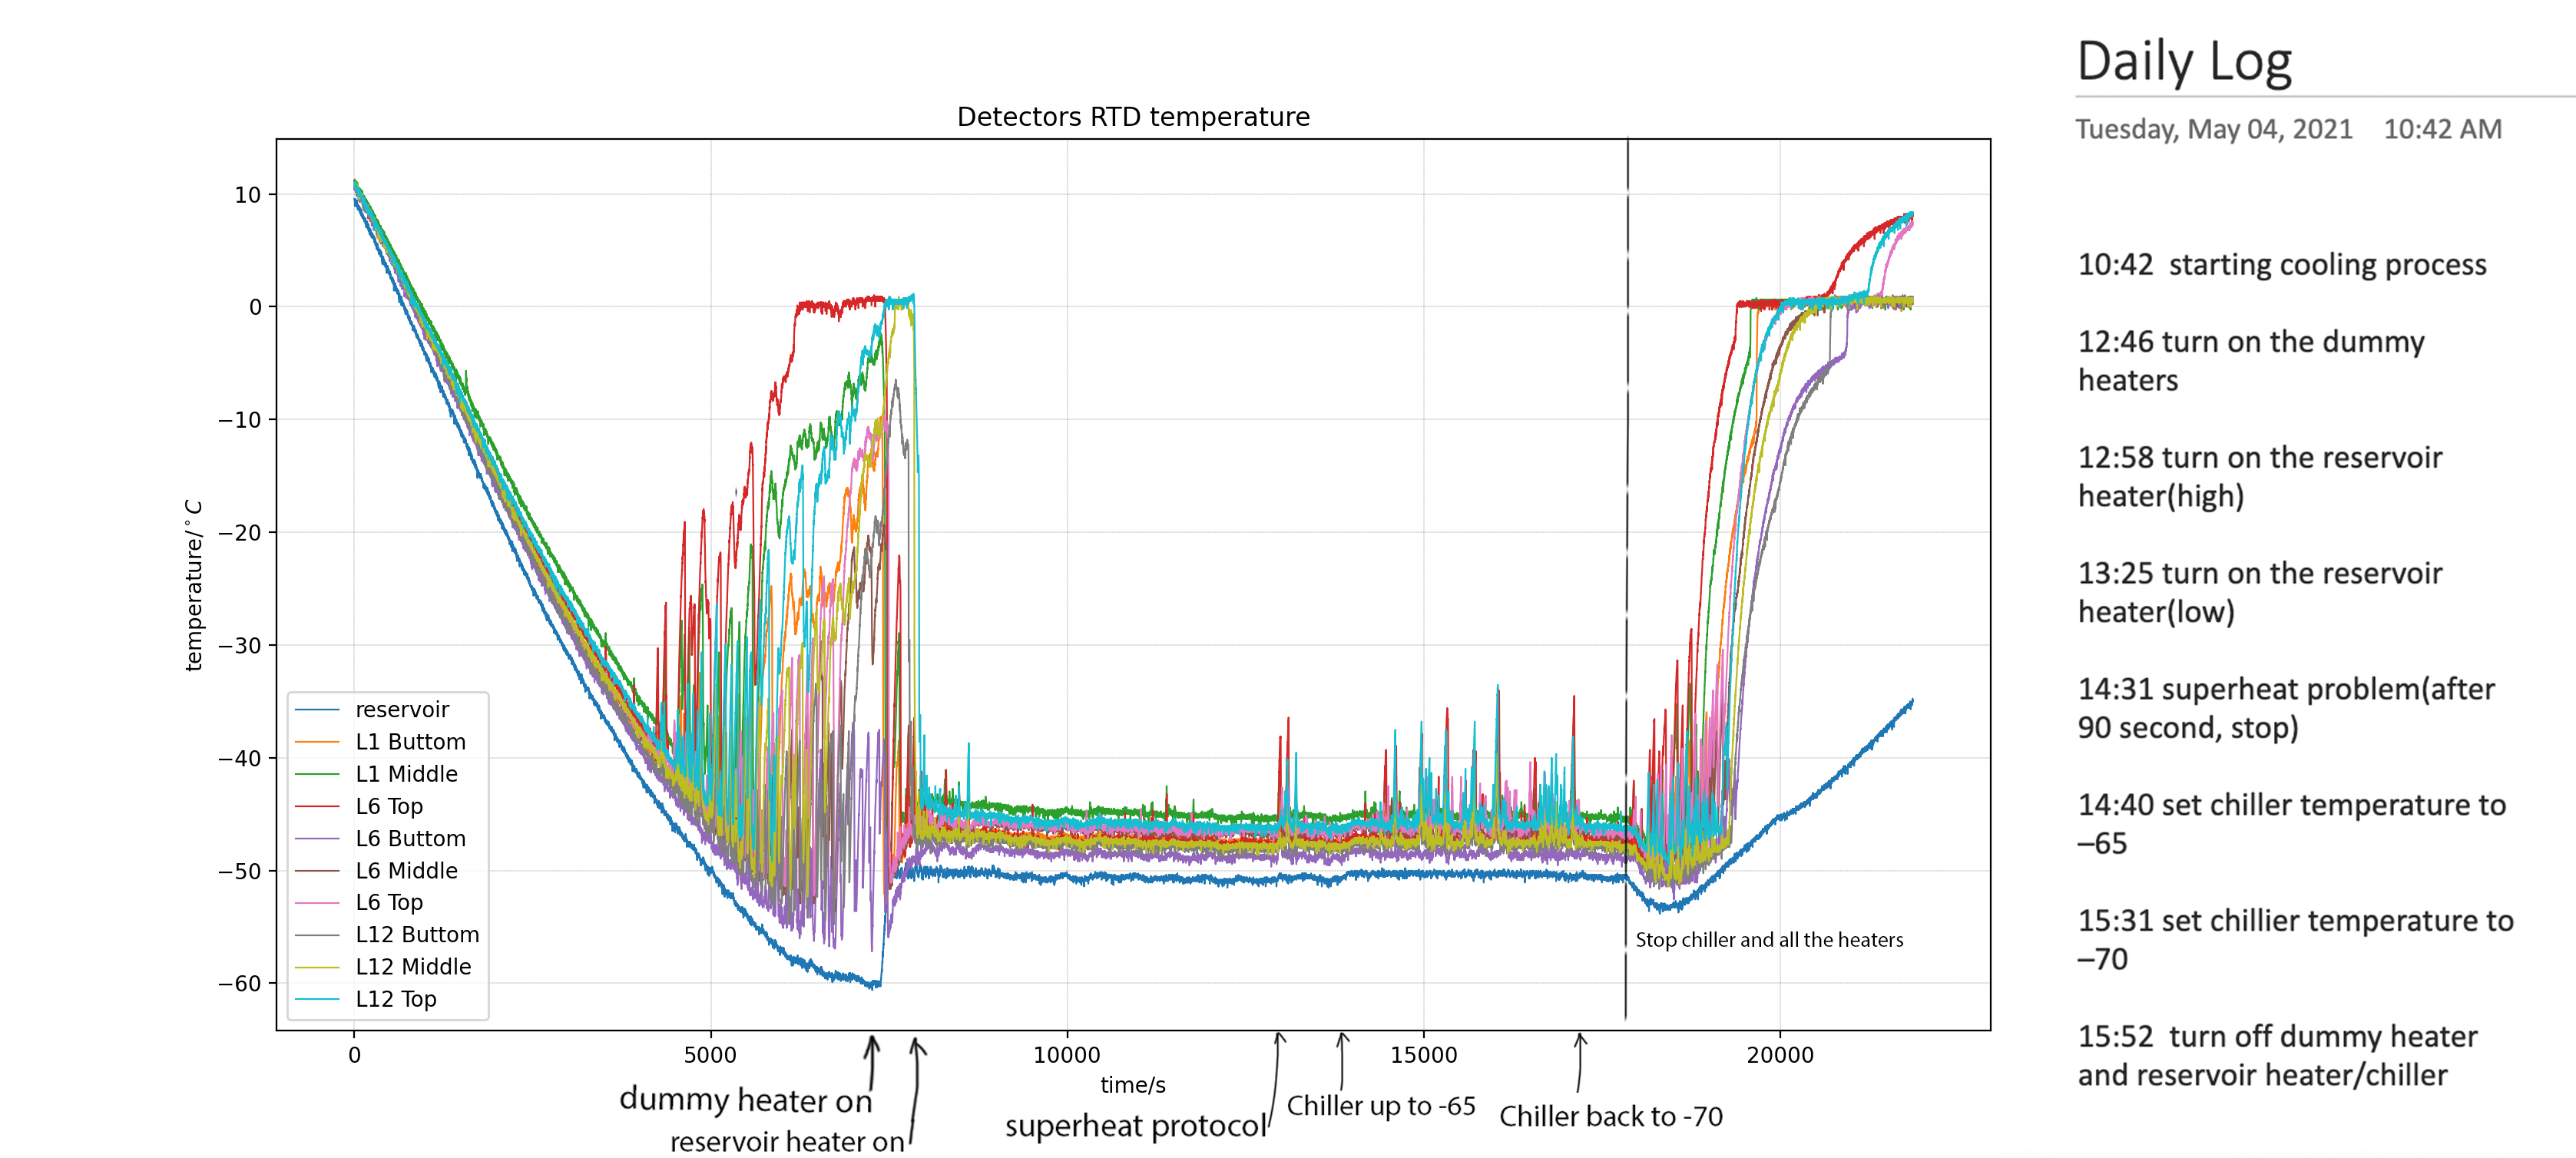 Detectors RTD temperature
temperature/°C
10
0
−10
−20
−30
−40
−50
−60
reservoir
L1 Buttom
L1 Middle
L6 Top
L6 Buttom
L6 Middle
L6 Top
L12 Buttom
L12 Middle
L12 Top
Stop chiller and all the heaters
0
5000
10000
15000
20000
time/s
dummy heater on
reservoir heater on
superheat protocol
Chiller up to -65
Chiller back to -70
Daily Log
Tuesday, May 04, 2021 10:42 AM
10:42 starting cooling process
12:46 turn on the dummy
heaters
12:58 turn on the reservoir
heater(high)
13:25 turn on the reservoir
heater(low)
14:31 superheat problem(after
90 second, stop)
14:40 set chiller temperature to
–65
15:31 set chillier temperature to
–70
15:52 turn off dummy heater
and reservoir heater/chiller